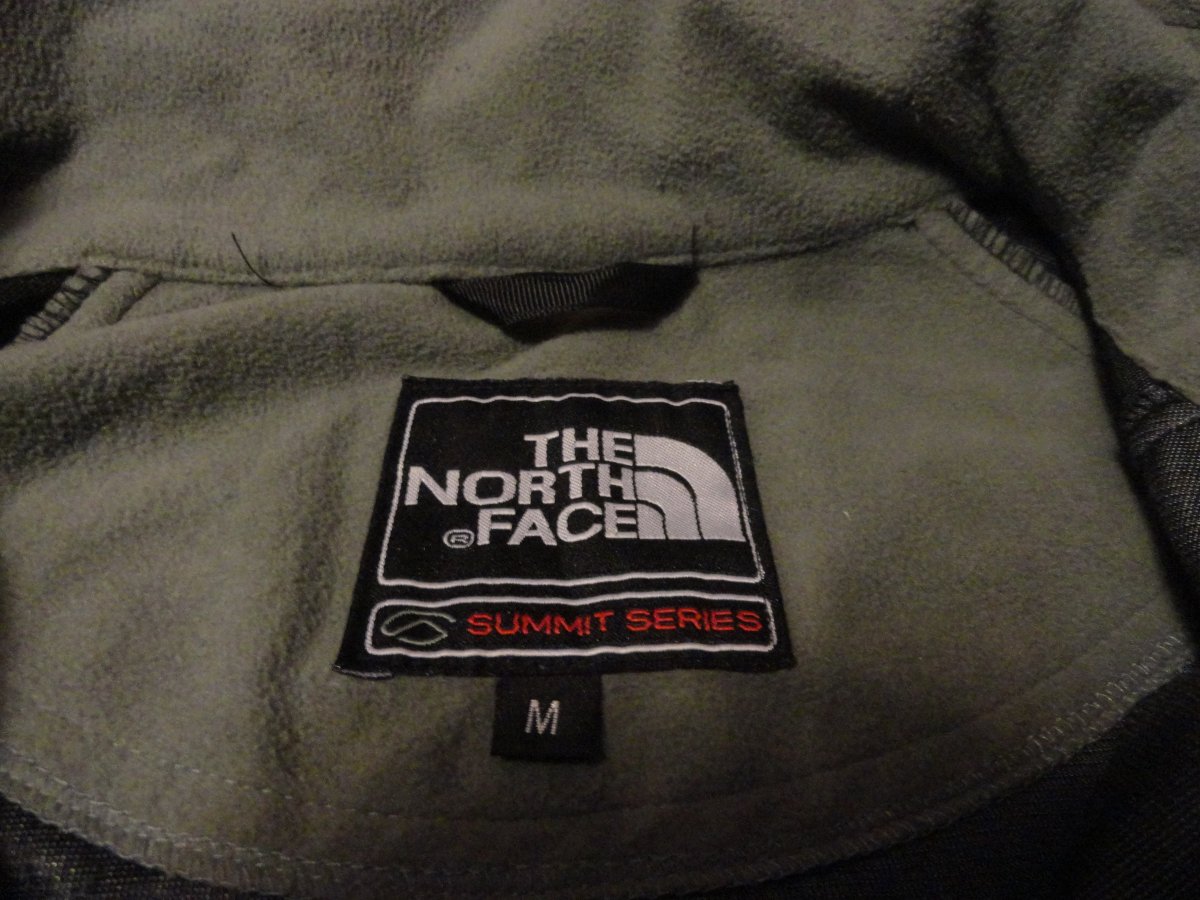 THE
NORTH
® FACE
SUMMIT SERIES
M